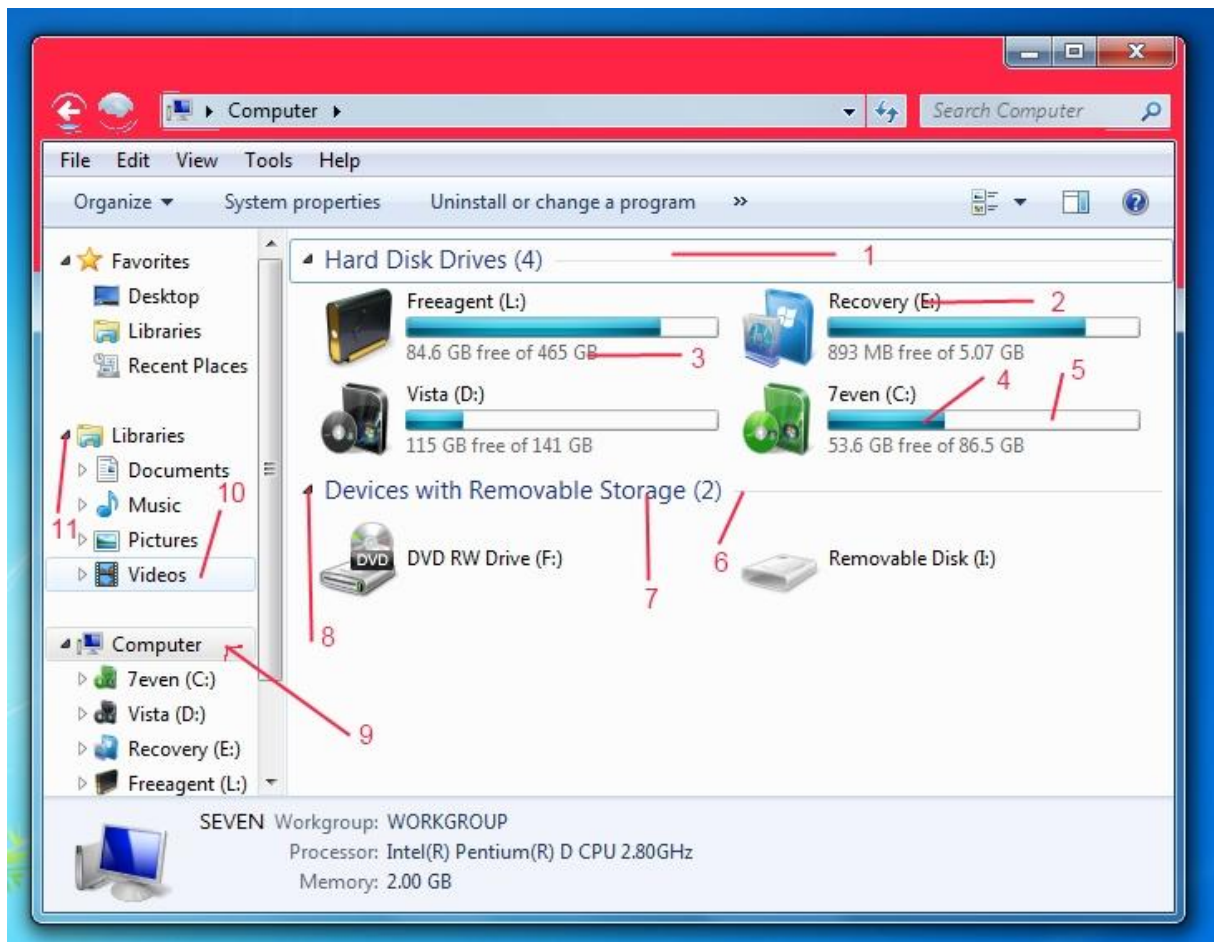 Computer
Search Computer
File Edit View Tools Help
Organize System properties Uninstall or change a program »
Favorites
Desktop
Libraries
Recent Places
Libraries
Documents
Music
10
11
Pictures
Videos
Computer
7even (C:)
Vista (D:)
Recovery (E:)
Freeagent (L:)
Hard Disk Drives (4)
1
Freeagent (L:)
84.6 GB free of 465 GB
3
Recovery (E:)
2
893 MB free of 5.07 GB
Vista (D:)
115 GB free of 141 GB
7even (C:)
4
5
53.6 GB free of 86.5 GB
Devices with Removable Storage (2)
DVD
DVD RW Drive (F:)
Removable Disk (I:)
6
7
8
9
SEVEN Workgroup: WORKGROUP
Processor: Intel(R) Pentium(R) D CPU 2.80GHz
Memory: 2.00 GB